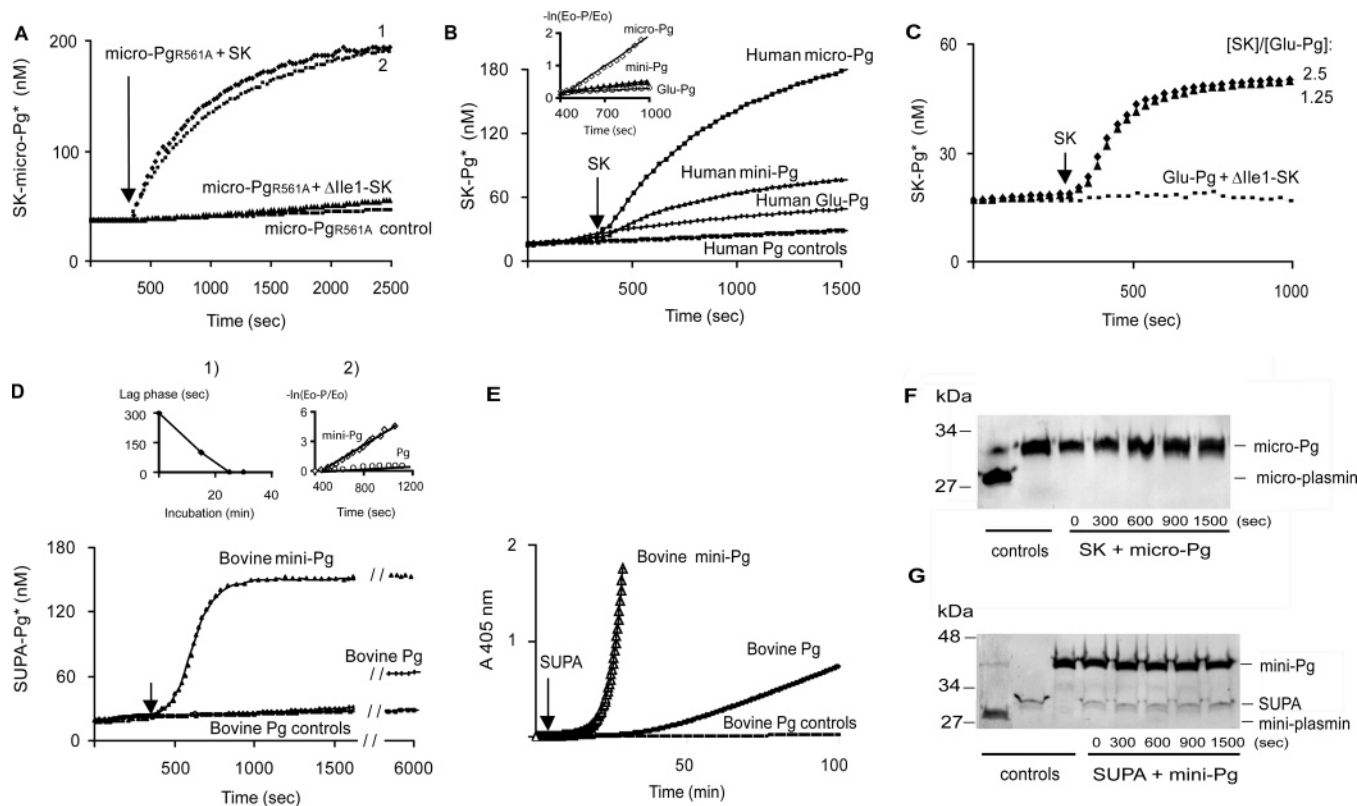 A
SK-micro-Pg* (nM)
200
100
0
micro-PgR561A + SK
1
2
micro-PgR561A + ΔIle1-SK
micro-PgR561A control
500 1000 1500 2000 2500
Time (sec)
B
SK-Pg* (nM)
180
120
60
0
-ln(Eo-P/Eo)
2
1
0
micro-Pg
mini-Pg
Glu-Pg
400 700 1000
Time (sec)
SK
Human micro-Pg
Human mini-Pg
Human Glu-Pg
Human Pg controls
500 1000 1500
Time (sec)
C
SK-Pg* (nM)
60
40
20
0
[SK]/[Glu-Pg]:
2.5
1.25
SK
Glu-Pg + ΔIle1-SK
500 1000
Time (sec)
D
1)
Lag phase (sec)
300
150
0
0 20 40
Incubation (min)
2)
-ln(Eo-P/Eo)
6
3
0
mini-Pg
Pg
400 800 1200
Time (sec)
SUPA-Pg* (nM)
180
120
60
0
Bovine mini-Pg
Bovine Pg
Bovine Pg controls
500 1000 1500 6000
Time (sec)
E
A 405 nm
2
1
0
SUPA
Bovine mini-Pg
Bovine Pg
Bovine Pg controls
50 100
Time (min)
F
kDa
34
27
micro-Pg
micro-plasmin
0 300 600 900 1500 (sec)
controls
SK + micro-Pg
G
kDa
48
34
27
mini-Pg
SUPA
mini-plasmin
0 300 600 900 1500 (sec)
controls
SUPA + mini-Pg